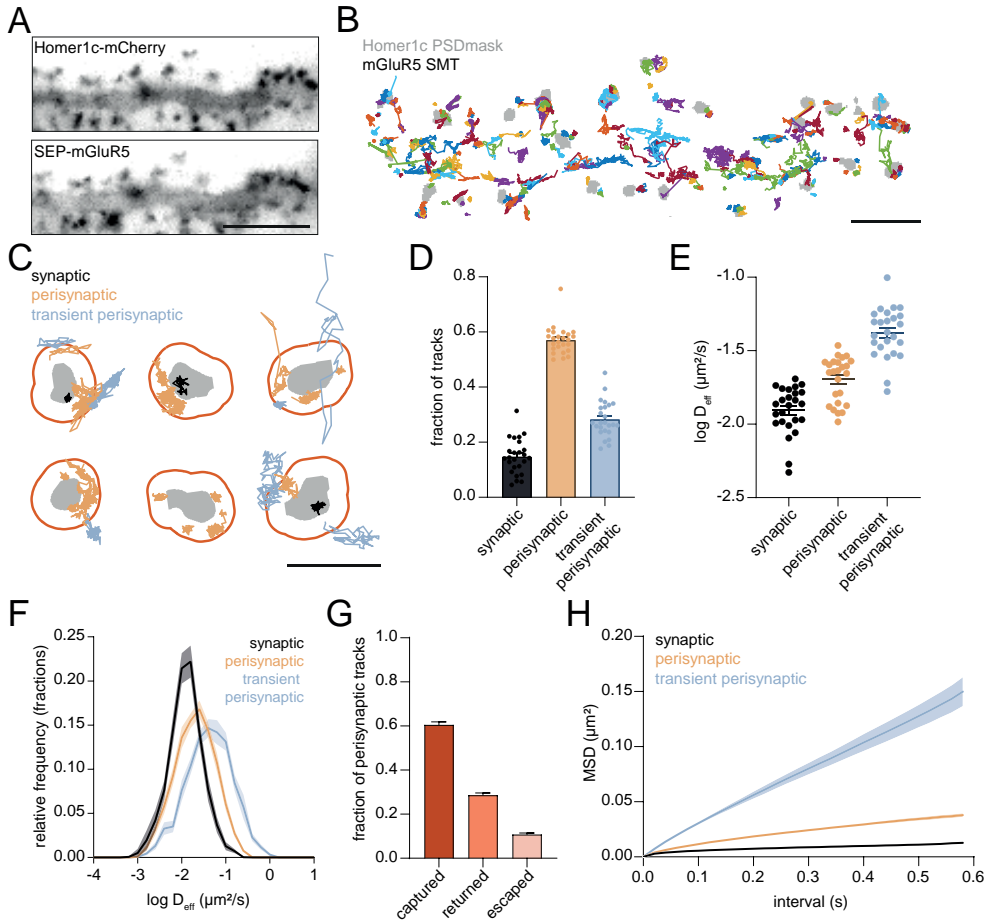 A
Homer1c-mCherry
SEP-mGluR5
B
Homer1c PSDmask
mGluR5 SMT
C
synaptic
perisynaptic
transient perisynaptic
D
fraction of tracks
0.8
0.6
0.4
0.2
0.0
synaptic
perisynaptic
transient
perisynaptic
E
log Deff (µm²/s)
-1.0
-1.5
-2.0
-2.5
synaptic
perisynaptic
transient
perisynaptic
F
relative frequency (fractions)
0.25
0.20
0.15
0.10
0.05
0.00
-4
-3
-2
-1
0
1
log Deff (µm²/s)
synaptic
perisynaptic
transient
perisynaptic
G
fraction of perisynaptic tracks
1.0
0.8
0.6
0.4
0.2
0.0
captured
returned
escaped
H
synaptic
perisynaptic
transient perisynaptic
MSD (µm²)
0.20
0.15
0.10
0.05
0.00
0.0
0.1
0.2
0.3
0.4
0.5
0.6
interval (s)